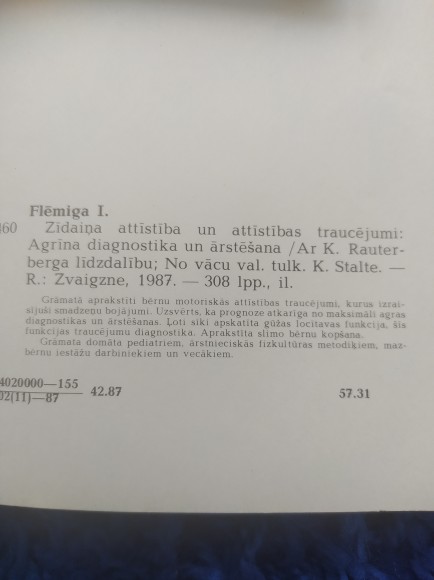 Flēmiga I.
Zīdaiņa attīstība un attīstības traucējumi:
Agrīna diagnostika un ārstēšana /Ar K. Rauter-
berga līdzdalību; No vācu val. tulk. K. Stalte. —
R.: Zvaigzne, 1987. — 308 lpp., il.
Grāmatā aprakstīti bērnu motoriskās attīstības traucējumi, kurus izrai-
sījuši smadzeņu bojājumi. Uzsvērts, ka prognoze atkarīga no maksimāli agras
diagnostikas un ārstēšanas. Ļoti sīki apskatīta gūžas locītavas funkcija, šīs
funkcijas traucējumu diagnostika. Aprakstīta slimo bērnu kopšana.
Grāmata domāta pediatriem, ārstnieciskās fizkultūras metodiķiem, maz-
bērnu iestāžu darbiniekiem un vecākiem.
4020000—155
02(11)—87
42.87
57.31